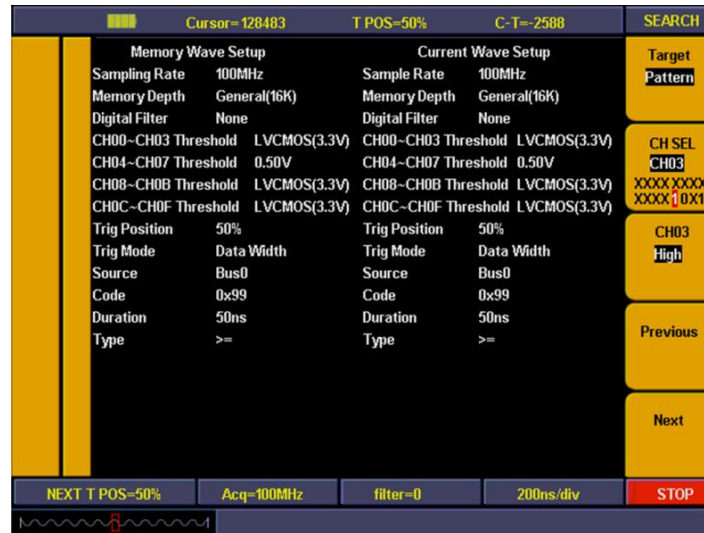 Cursor=128483 T POS=50% C-T=-2588 SEARCH
Memory Wave Setup Current Wave Setup
Sampling Rate 100MHz Sample Rate 100MHz
Memory Depth General(16K) Memory Depth General(16K)
Digital Filter None Digital Filter None
CH00~CH03 Threshold LVCMOS(3.3V) CH00~CH03 Threshold LVCMOS(3.3V)
CH04~CH07 Threshold 0.50V CH04~CH07 Threshold 0.50V
CH08~CH0B Threshold LVCMOS(3.3V) CH08~CH0B Threshold LVCMOS(3.3V)
CH0C~CH0F Threshold LVCMOS(3.3V) CH0C~CH0F Threshold LVCMOS(3.3V)
Trig Position 50% Trig Position 50%
Trig Mode Data Width Trig Mode Data Width
Source Bus0 Source Bus0
Code 0x99 Code 0x99
Duration 50ns Duration 50ns
Type >= Type >=
Target
Pattern
CH SEL
CH03
XXXX XXXX
XXXX 1 0X1
CH03
High
Previous
Next
NEXT T POS=50% Acq=100MHz filter=0 200ns/div STOP